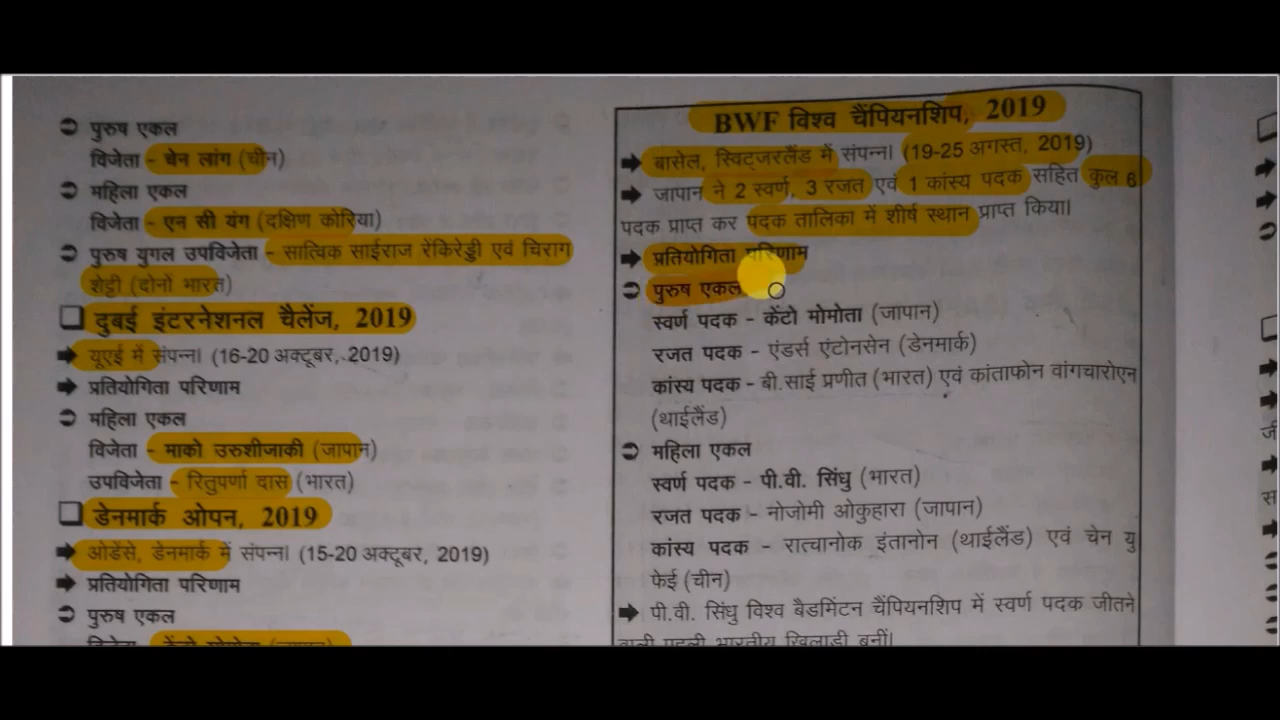 पुरुष एकल
विजेता - चेन लांग (चीन)
महिला एकल
विजेता - एन सी यंग (दक्षिण कोरिया)
पुरुष युगल उपविजेता - सात्विक साईराज रेंकिरेड्डी एवं चिराग
शेट्टी (दोनों भारत)
दुबई इंटरनेशनल चैलेंज, 2019
यूएई में संपन्न। (16-20 अक्टूबर, 2019)
प्रतियोगिता परिणाम
महिला एकल
विजेता - माको उरुशीजाकी (जापान)
उपविजेता - रितुपर्णा दास (भारत)
डेनमार्क ओपन, 2019
ओडेंसे, डेनमार्क में संपन्न। (15-20 अक्टूबर, 2019)
प्रतियोगिता परिणाम
पुरुष एकल
BWF विश्व चैंपियनशिप, 2019
बासेल, स्विट्जरलैंड में संपन्न। (19-25 अगस्त, 2019)
जापान ने 2 स्वर्ण, 3 रजत एवं 1 कांस्य पदक सहित कुल 6
पदक प्राप्त कर पदक तालिका में शीर्ष स्थान प्राप्त किया।
प्रतियोगिता परिणाम
पुरुष एकल
स्वर्ण पदक - केंटो मोमोता (जापान)
रजत पदक - एंडर्स एंटोनसेन (डेनमार्क)
कांस्य पदक - बी.साई प्रणीत (भारत) एवं कांताफोन वांगचारोएन
(थाईलैंड)
महिला एकल
स्वर्ण पदक - पी.वी. सिंधु (भारत)
रजत पदक - नोजोमी ओकुहारा (जापान)
कांस्य पदक - रात्चानोक इंतानोन (थाईलैंड) एवं चेन यु
फेई (चीन)
पी.वी. सिंधु विश्व बैडमिंटन चैंपियनशिप में स्वर्ण पदक जीतने
वाली पहली भारतीय खिलाड़ी बनीं।